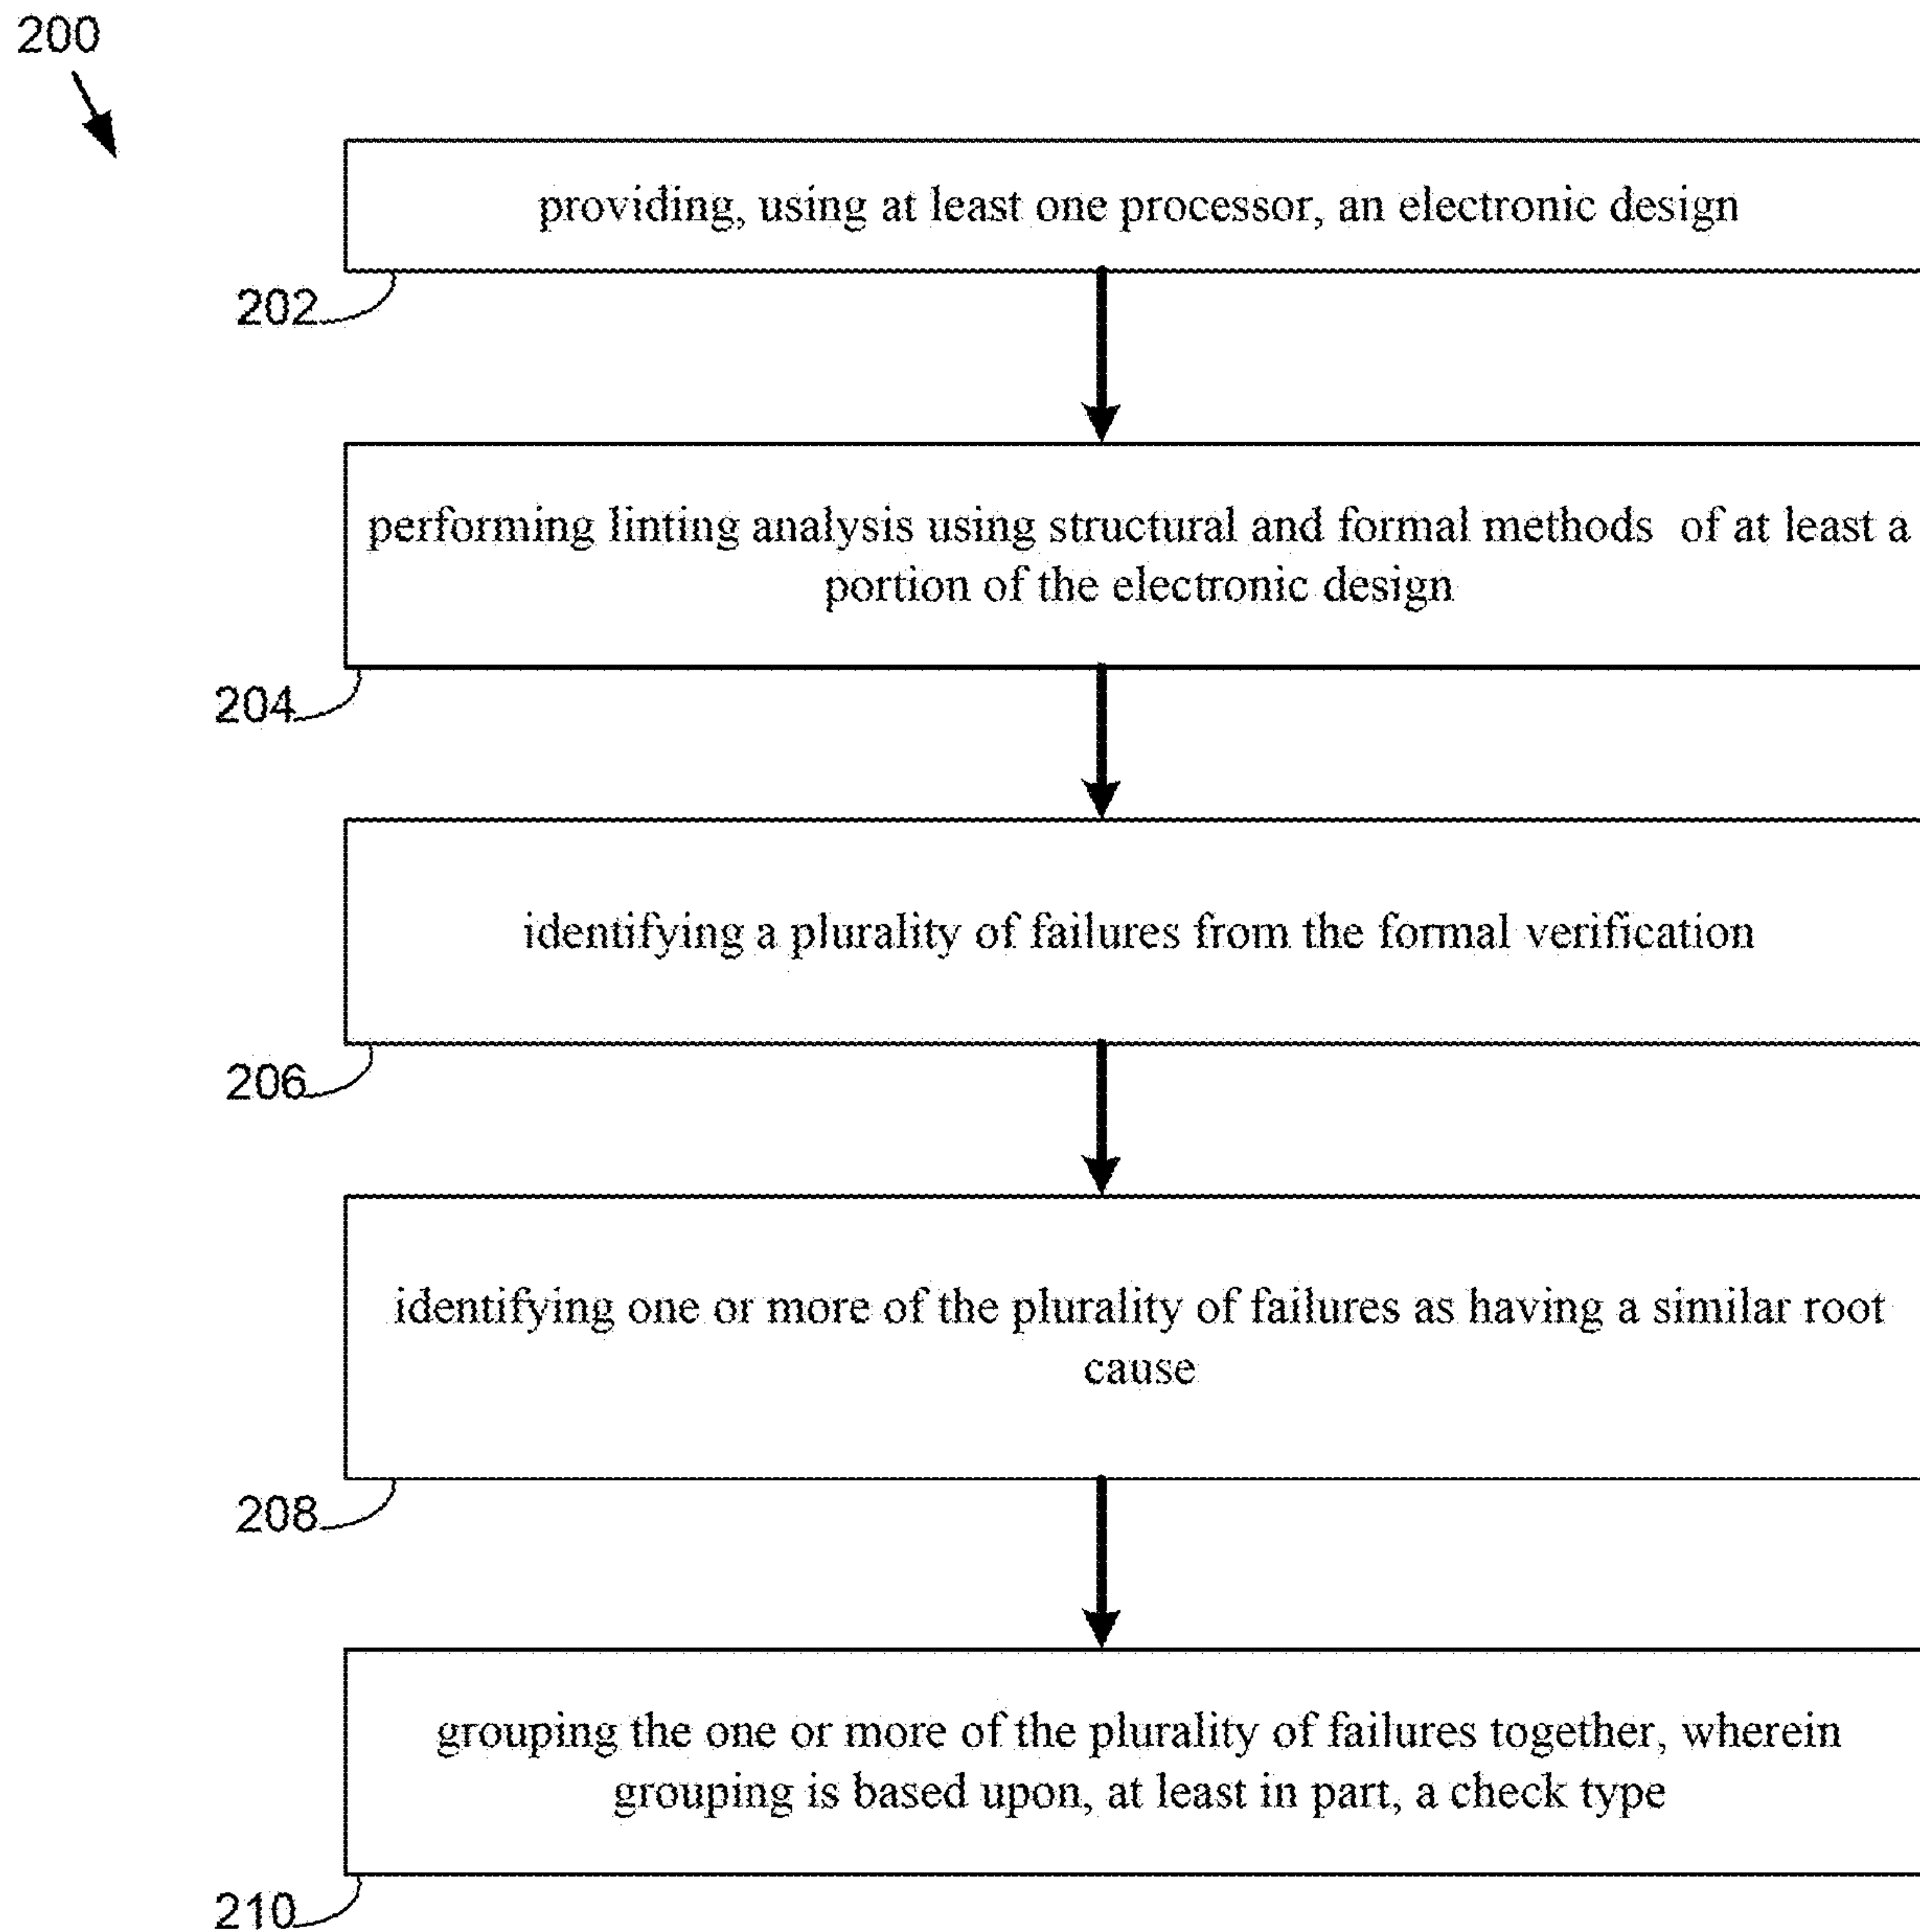 200
providing, using at least one processor, an electronic design
202
performing linting analysis using structural and formal methods of at least a
portion of the electronic design
204
identifying a plurality of failures from the formal verification
206
identifying one or more of the plurality of failures as having a similar root
cause
208
grouping the one or more of the plurality of failures together, wherein
grouping is based upon, at least in part, a check type
210